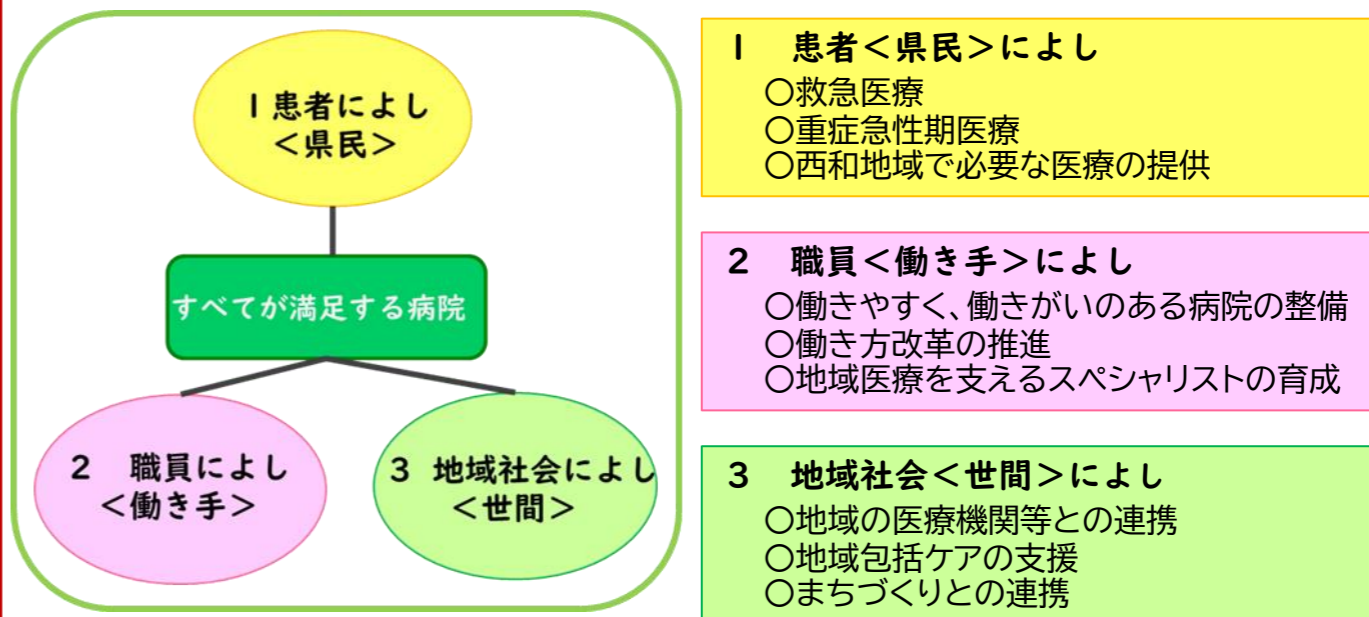 1患者によし
<県民>
すべてが満足する病院
2　職員によし
<働き手>
3 地域社会によし
<世間>
1　患者<県民>によし
○救急医療
○重症急性期医療
○西和地域で必要な医療の提供
2　職員<働き手>によし
○働きやすく、働きがいのある病院の整備
○働き方改革の推進
○地域医療を支えるスペシャリストの育成
3　地域社会<世間>によし
○地域の医療機関等との連携
○地域包括ケアの支援
○まちづくりとの連携